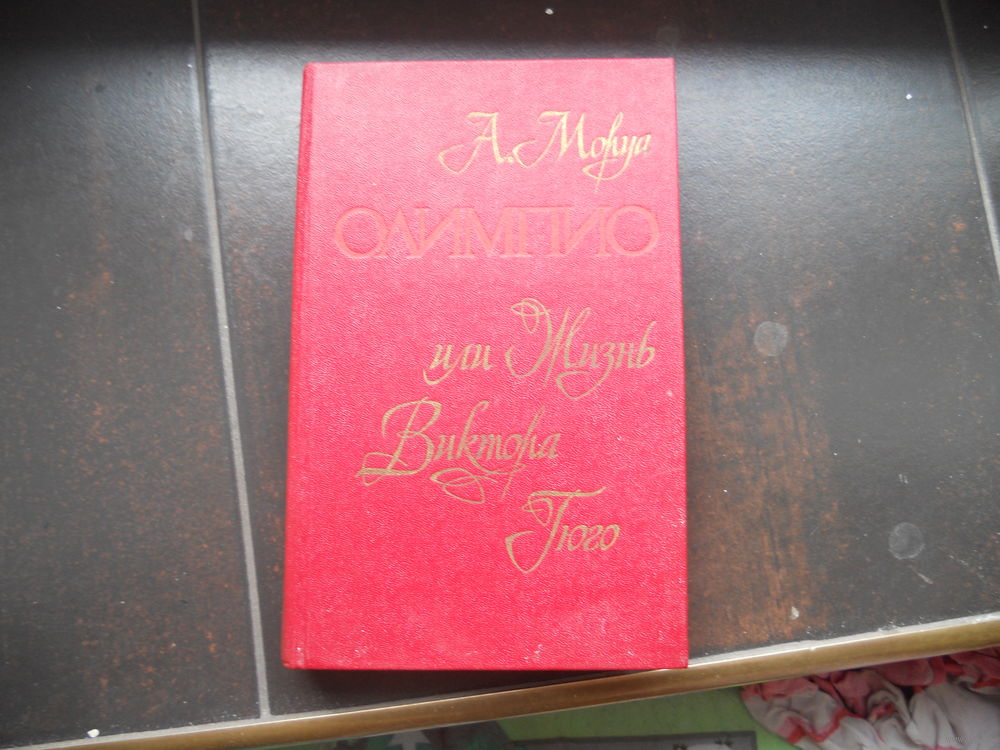 А. Моруа
ОЛИМПИО
или Жизнь
Виктора
Гюго